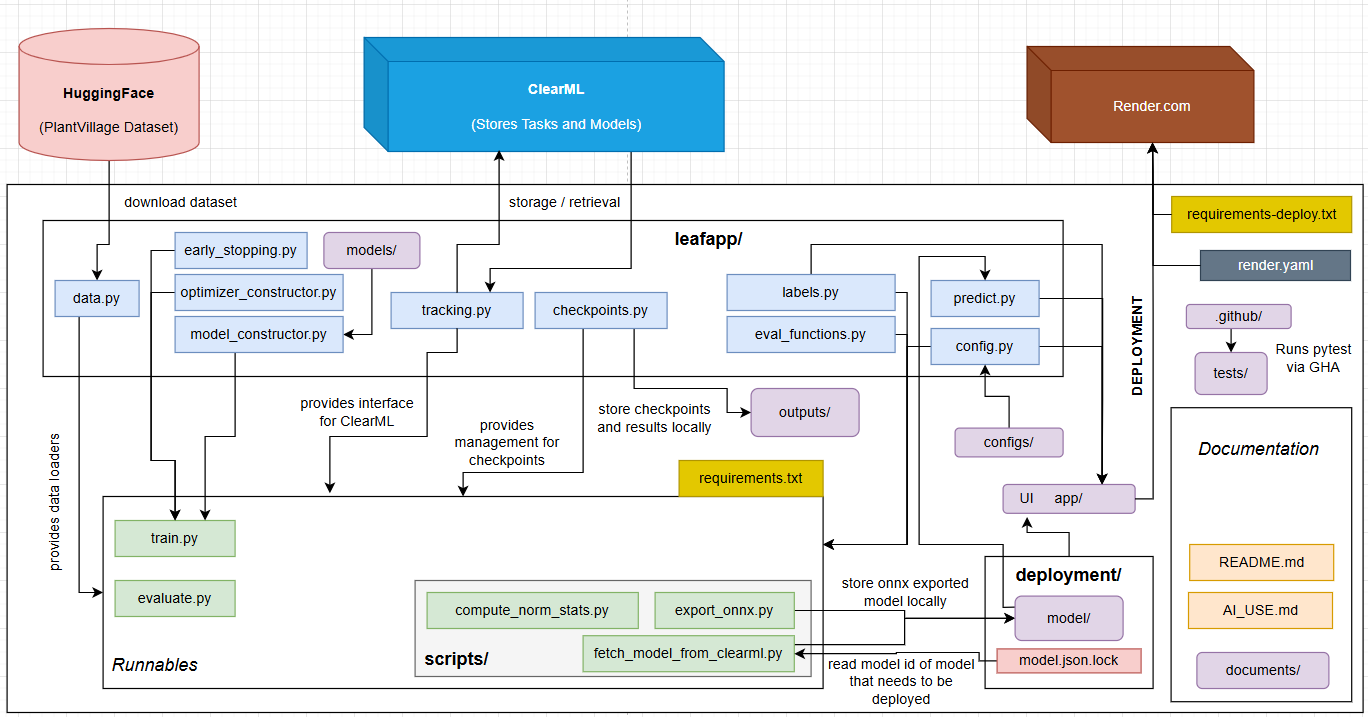 HuggingFace
(PlantVillage Dataset)
ClearML
(Stores Tasks and Models)
Render.com
download dataset
storage / retrieval
requirements-deploy.txt
render.yaml
leafapp/
early_stopping.py
models/
data.py
optimizer_constructor.py
model_constructor.py
tracking.py
checkpoints.py
labels.py
eval_functions.py
predict.py
config.py
DEPLOYMENT
.github/
Runs pytest
via GHA
tests/
provides interface
for ClearML
provides
management for
checkpoints
store checkpoints
and results locally
outputs/
configs/
Documentation
provides data loaders
requirements.txt
UI app/
train.py
evaluate.py
Runnables
compute_norm_stats.py
export_onnx.py
scripts/
fetch_model_from_clearml.py
store onnx exported
model locally
read model id of model
that needs to be
deployed
deployment/
model/
model.json.lock
README.md
AI_USE.md
documents/